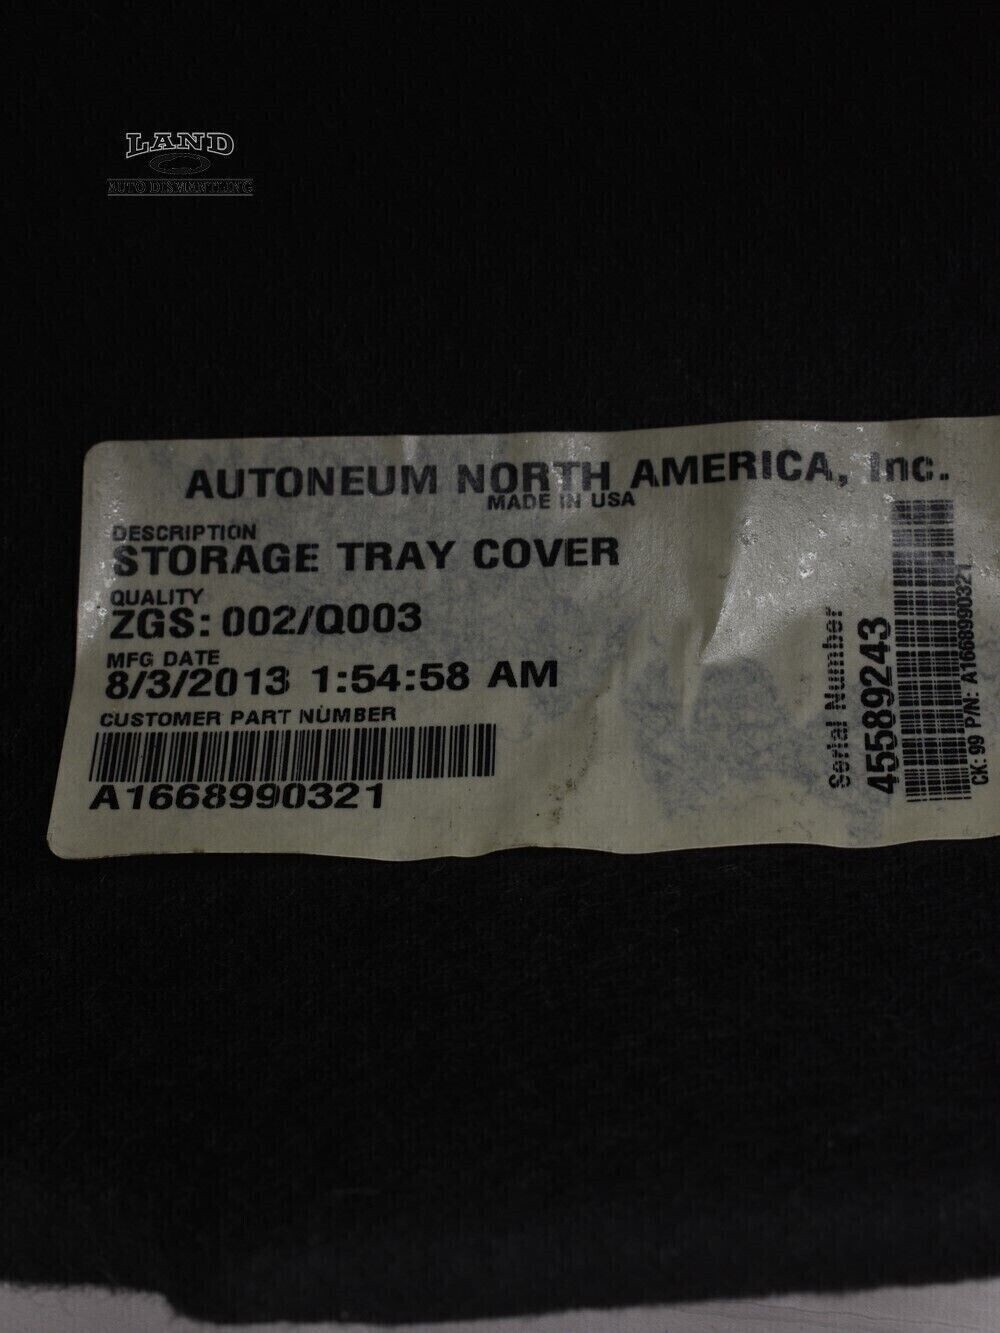 LAND
AUTO DISMANTLING
AUTONEUM NORTH AMERICA, Inc.
MADE IN USA
DESCRIPTION
STORAGE TRAY COVER
QUALITY
ZGS: 002/Q003
MFG DATE
8/3/2013 1:54:58 AM
CUSTOMER PART NUMBER
A1668990321
Serial Number
45589243
CK: 99 P/N: A1668990321